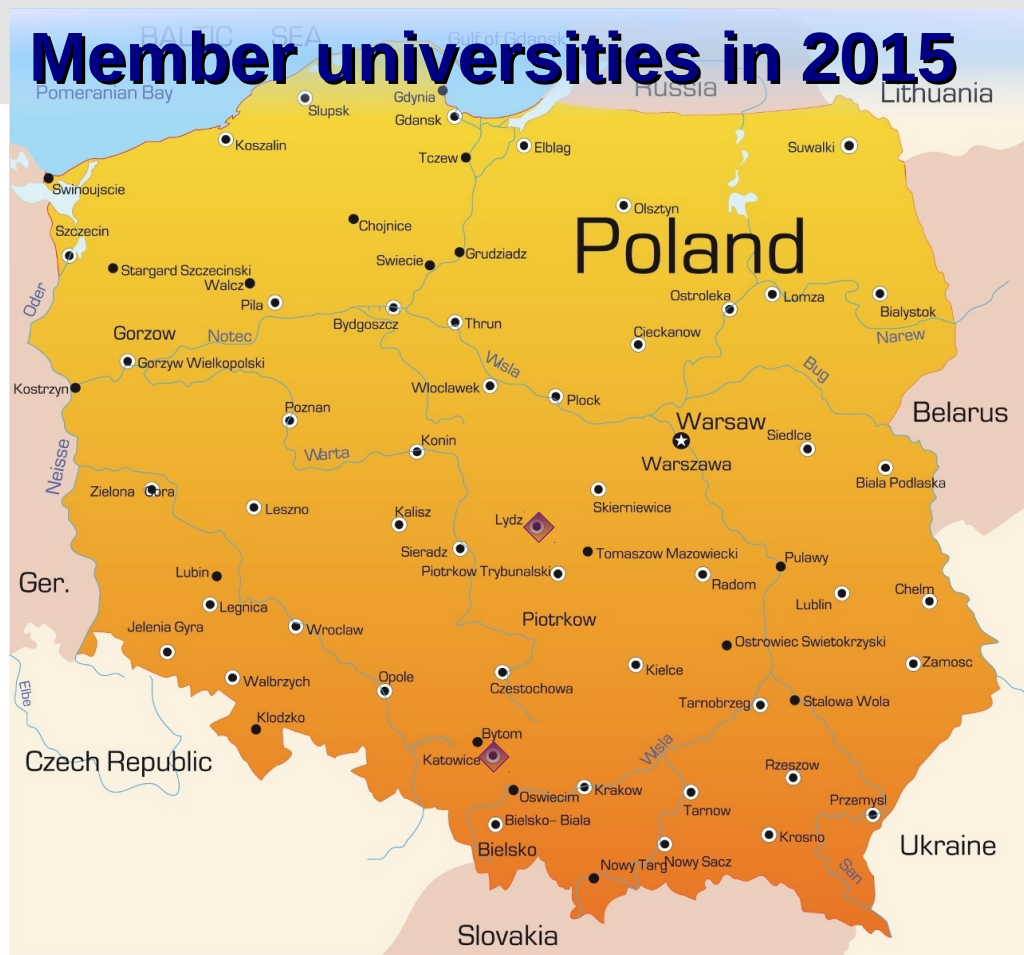 BALTIC SEA
Gulf of Gdansk
Member universities in 2015
Pomeranian Bay
Gdynia
Russia
Lithuania
Slupsk
Gdansk
Koszalin
Tczew
Elblag
Suwalki
Swinoujscie
Olsztyn
Chojnice
Szczecin
Poland
Swiecie
Grudziadz
Stargard Szczecinski
Walcz
Oder
Pila
Ostroleka
Lomza
Bialystok
Bydgoszcz
Thrun
Gorzow
Notec
Cieckanow
Narew
Gorzyw Wielkopolski
Wisla
Bug
Kostrzyn
Wloclawek
Plock
Poznan
Belarus
Warsaw
Konin
Siedlce
Neisse
Warta
Warszawa
Biala Podlaska
Zielona Gora
Leszno
Kalisz
Lydz
Skierniewice
Sieradz
Tomaszow Mazowiecki
Pulawy
Ger.
Lubin
Piotrkow Trybunalski
Radom
Chelm
Legnica
Lublin
Jelenia Gyra
Wroclaw
Piotrkow
Ostrowiec Swietokrzyski
Kielce
Zamosc
Elbe
Walbrzych
Opole
Czestochowa
Tarnobrzeg
Stalowa Wola
Klodzko
Bytom
Wisla
Czech Republic
Katowice
Rzeszow
Oswiecim
Krakow
Przemysl
Tarnow
Bielsko- Biala
Krosno
Ukraine
Bielsko
Nowy Targ
Nowy Sacz
San
Slovakia